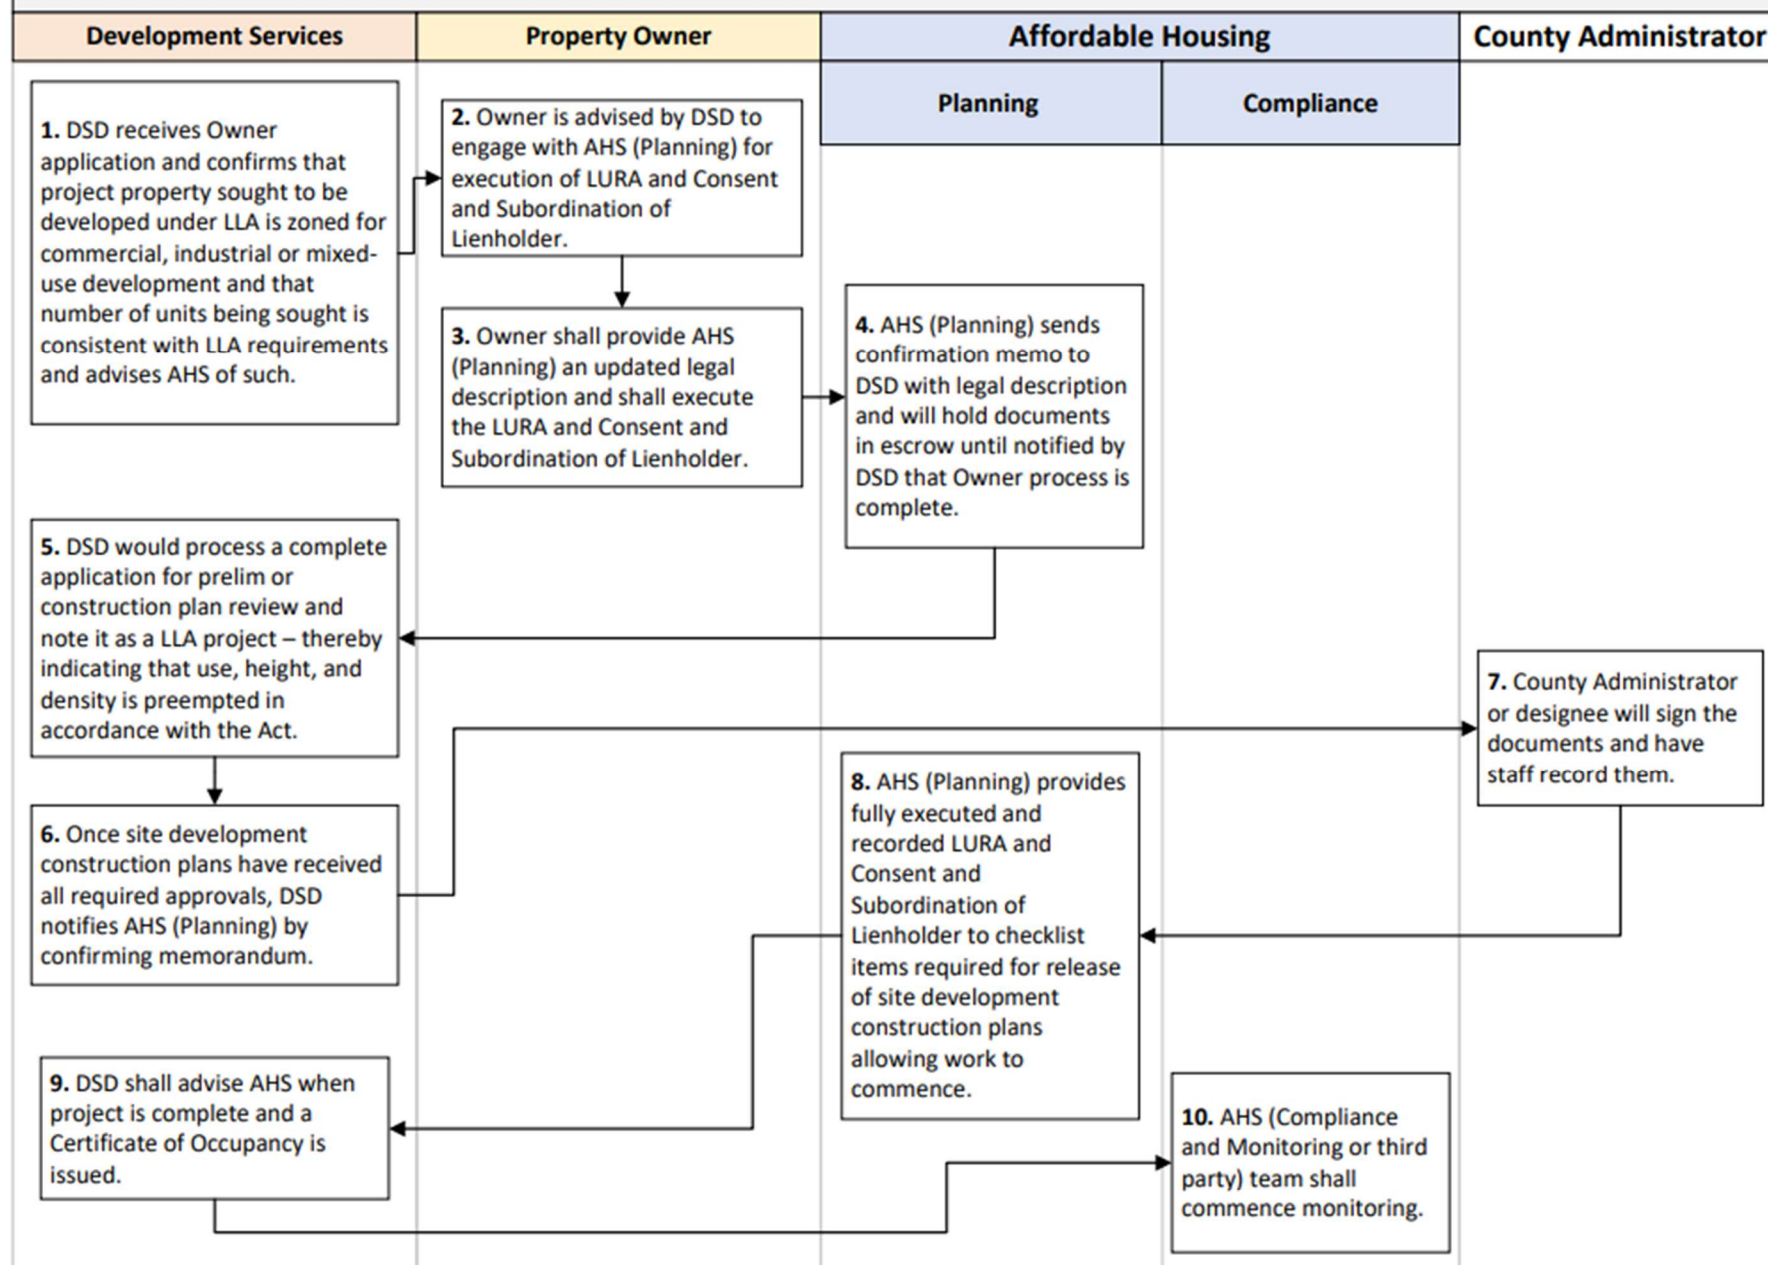 Development Services
Property Owner
Affordable Housing
County Administrator
Planning
Compliance
1. DSD receives Owner
application and confirms that
project property sought to be
developed under LLA is zoned for
commercial, industrial or mixed-
use development and that
number of units being sought is
consistent with LLA requirements
and advises AHS of such.
2. Owner is advised by DSD to
engage with AHS (Planning) for
execution of LURA and Consent
and Subordination of
Lienholder.
3. Owner shall provide AHS
(Planning) an updated legal
description and shall execute
the LURA and Consent and
Subordination of Lienholder.
4. AHS (Planning) sends
confirmation memo to
DSD with legal description
and will hold documents
in escrow until notified by
DSD that Owner process is
complete.
5. DSD would process a complete
application for prelim or
construction plan review and
note it as a LLA project – thereby
indicating that use, height, and
density is preempted in
accordance with the Act.
6. Once site development
construction plans have received
all required approvals, DSD
notifies AHS (Planning) by
confirming memorandum.
7. County Administrator
or designee will sign the
documents and have
staff record them.
8. AHS (Planning) provides
fully executed and
recorded LURA and
Consent and
Subordination of
Lienholder to checklist
items required for release
of site development
construction plans
allowing work to
commence.
9. DSD shall advise AHS when
project is complete and a
Certificate of Occupancy is
issued.
10. AHS (Compliance
and Monitoring or third
party) team shall
commence monitoring.